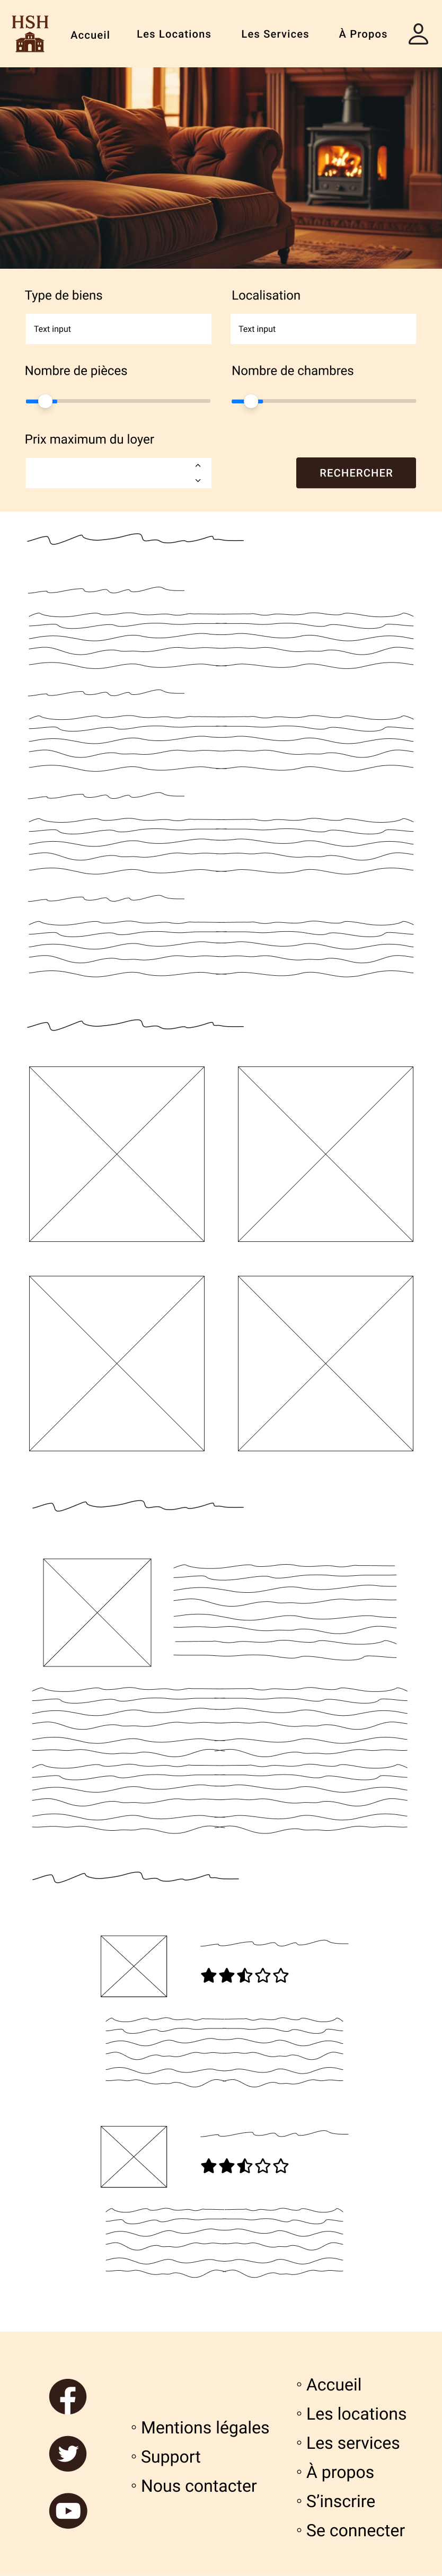 HSH
Accueil
Les Locations
Les Services
À Propos
Type de biens
Localisation
Text input
Text input
Nombre de pièces
Nombre de chambres
Prix maximum du loyer
RECHERCHER
Mentions légales
Support
Nous contacter
Accueil
Les locations
Les services
À propos
S'inscrire
Se connecter